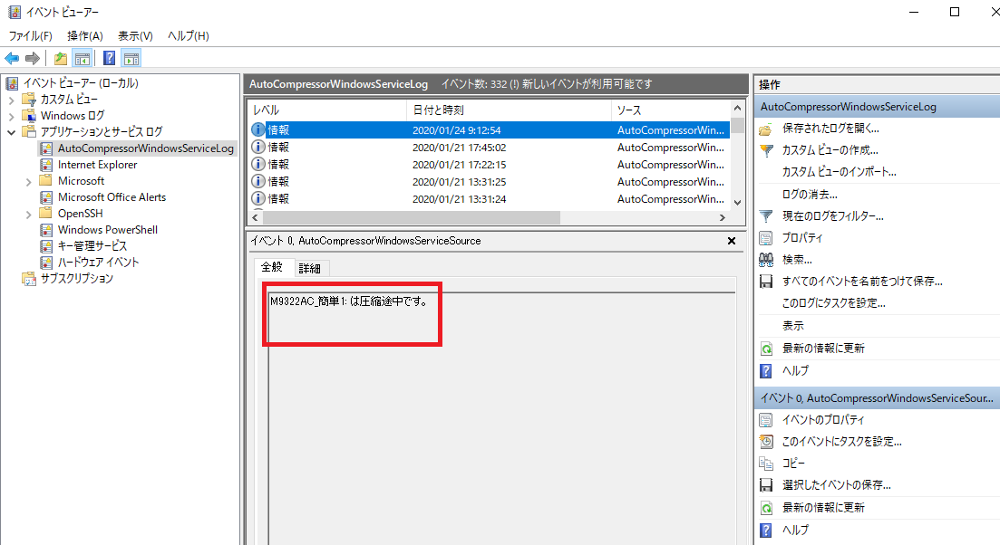 イベント ビューアー
ファイル(F) 操作(A) 表示(V) ヘルプ(H)
イベント ビューアー (ローカル)
カスタム ビュー
Windows ログ
アプリケーションとサービス ログ
AutoCompressorWindowsServiceLog
Internet Explorer
Microsoft
Microsoft Office Alerts
OpenSSH
Windows PowerShell
キー管理サービス
ハードウェア イベント
サブスクリプション
AutoCompressorWindowsServiceLog イベント数: 332 (!) 新しいイベントが利用可能です
レベル 日付と時刻 ソース
情報 2020/01/24 9:12:54 AutoCompressorWin...
情報 2020/01/21 17:45:02 AutoCompressorWin...
情報 2020/01/21 17:22:15 AutoCompressorWin...
情報 2020/01/21 13:31:25 AutoCompressorWin...
情報 2020/01/21 13:31:24 AutoCompressorWin...
イベント 0, AutoCompressorWindowsServiceSource
全般 詳細
M9322AC_簡単1: は圧縮途中です。
操作
AutoCompressorWindowsServiceLog
保存されたログを開く...
カスタム ビューの作成...
カスタム ビューのインポート...
ログの消去...
現在のログをフィルター...
プロパティ
検索...
すべてのイベントを名前をつけて保存...
このログにタスクを設定...
表示
最新の情報に更新
ヘルプ
イベント 0, AutoCompressorWindowsServiceSour...
イベントのプロパティ
このイベントにタスクを設定...
コピー
選択したイベントの保存...
最新の情報に更新
ヘルプ